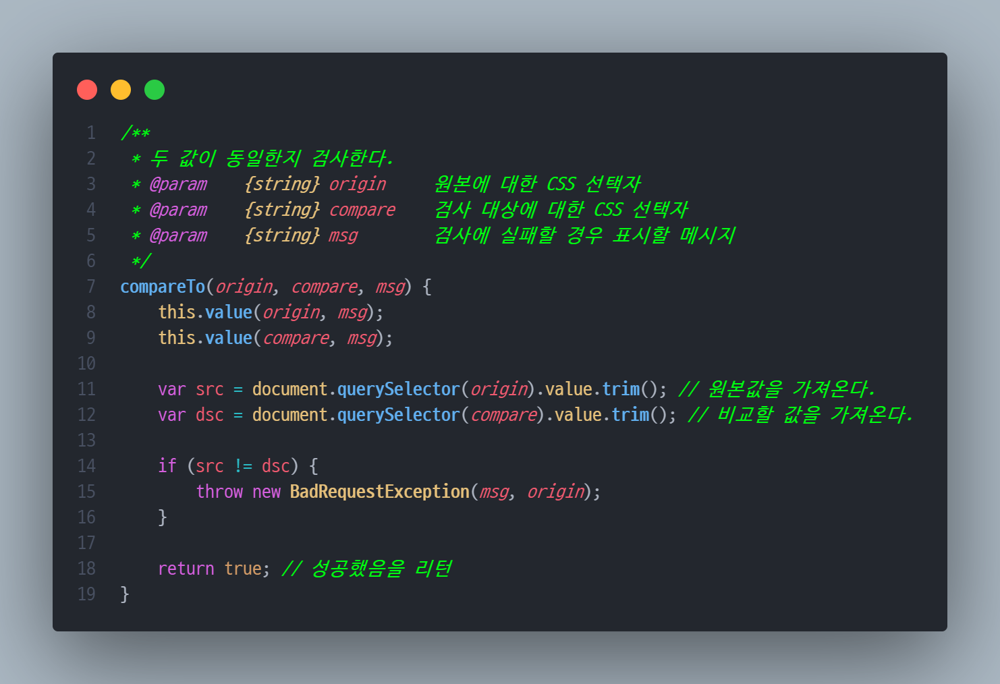 1 /**
2  * 두 값이 동일한지 검사한다.
3  * @param    {string} origin     원본에 대한 CSS 선택자
4  * @param    {string} compare    검사 대상에 대한 CSS 선택자
5  * @param    {string} msg        검사에 실패할 경우 표시할 메시지
6  */
7 compareTo(origin, compare, msg) {
8     this.value(origin, msg);
9     this.value(compare, msg);
10
11     var src = document.querySelector(origin).value.trim(); // 원본값을 가져온다.
12     var dsc = document.querySelector(compare).value.trim(); // 비교할 값을 가져온다.
13
14     if (src != dsc) {
15         throw new BadRequestException(msg, origin);
16     }
17
18     return true; // 성공했음을 리턴
19 }